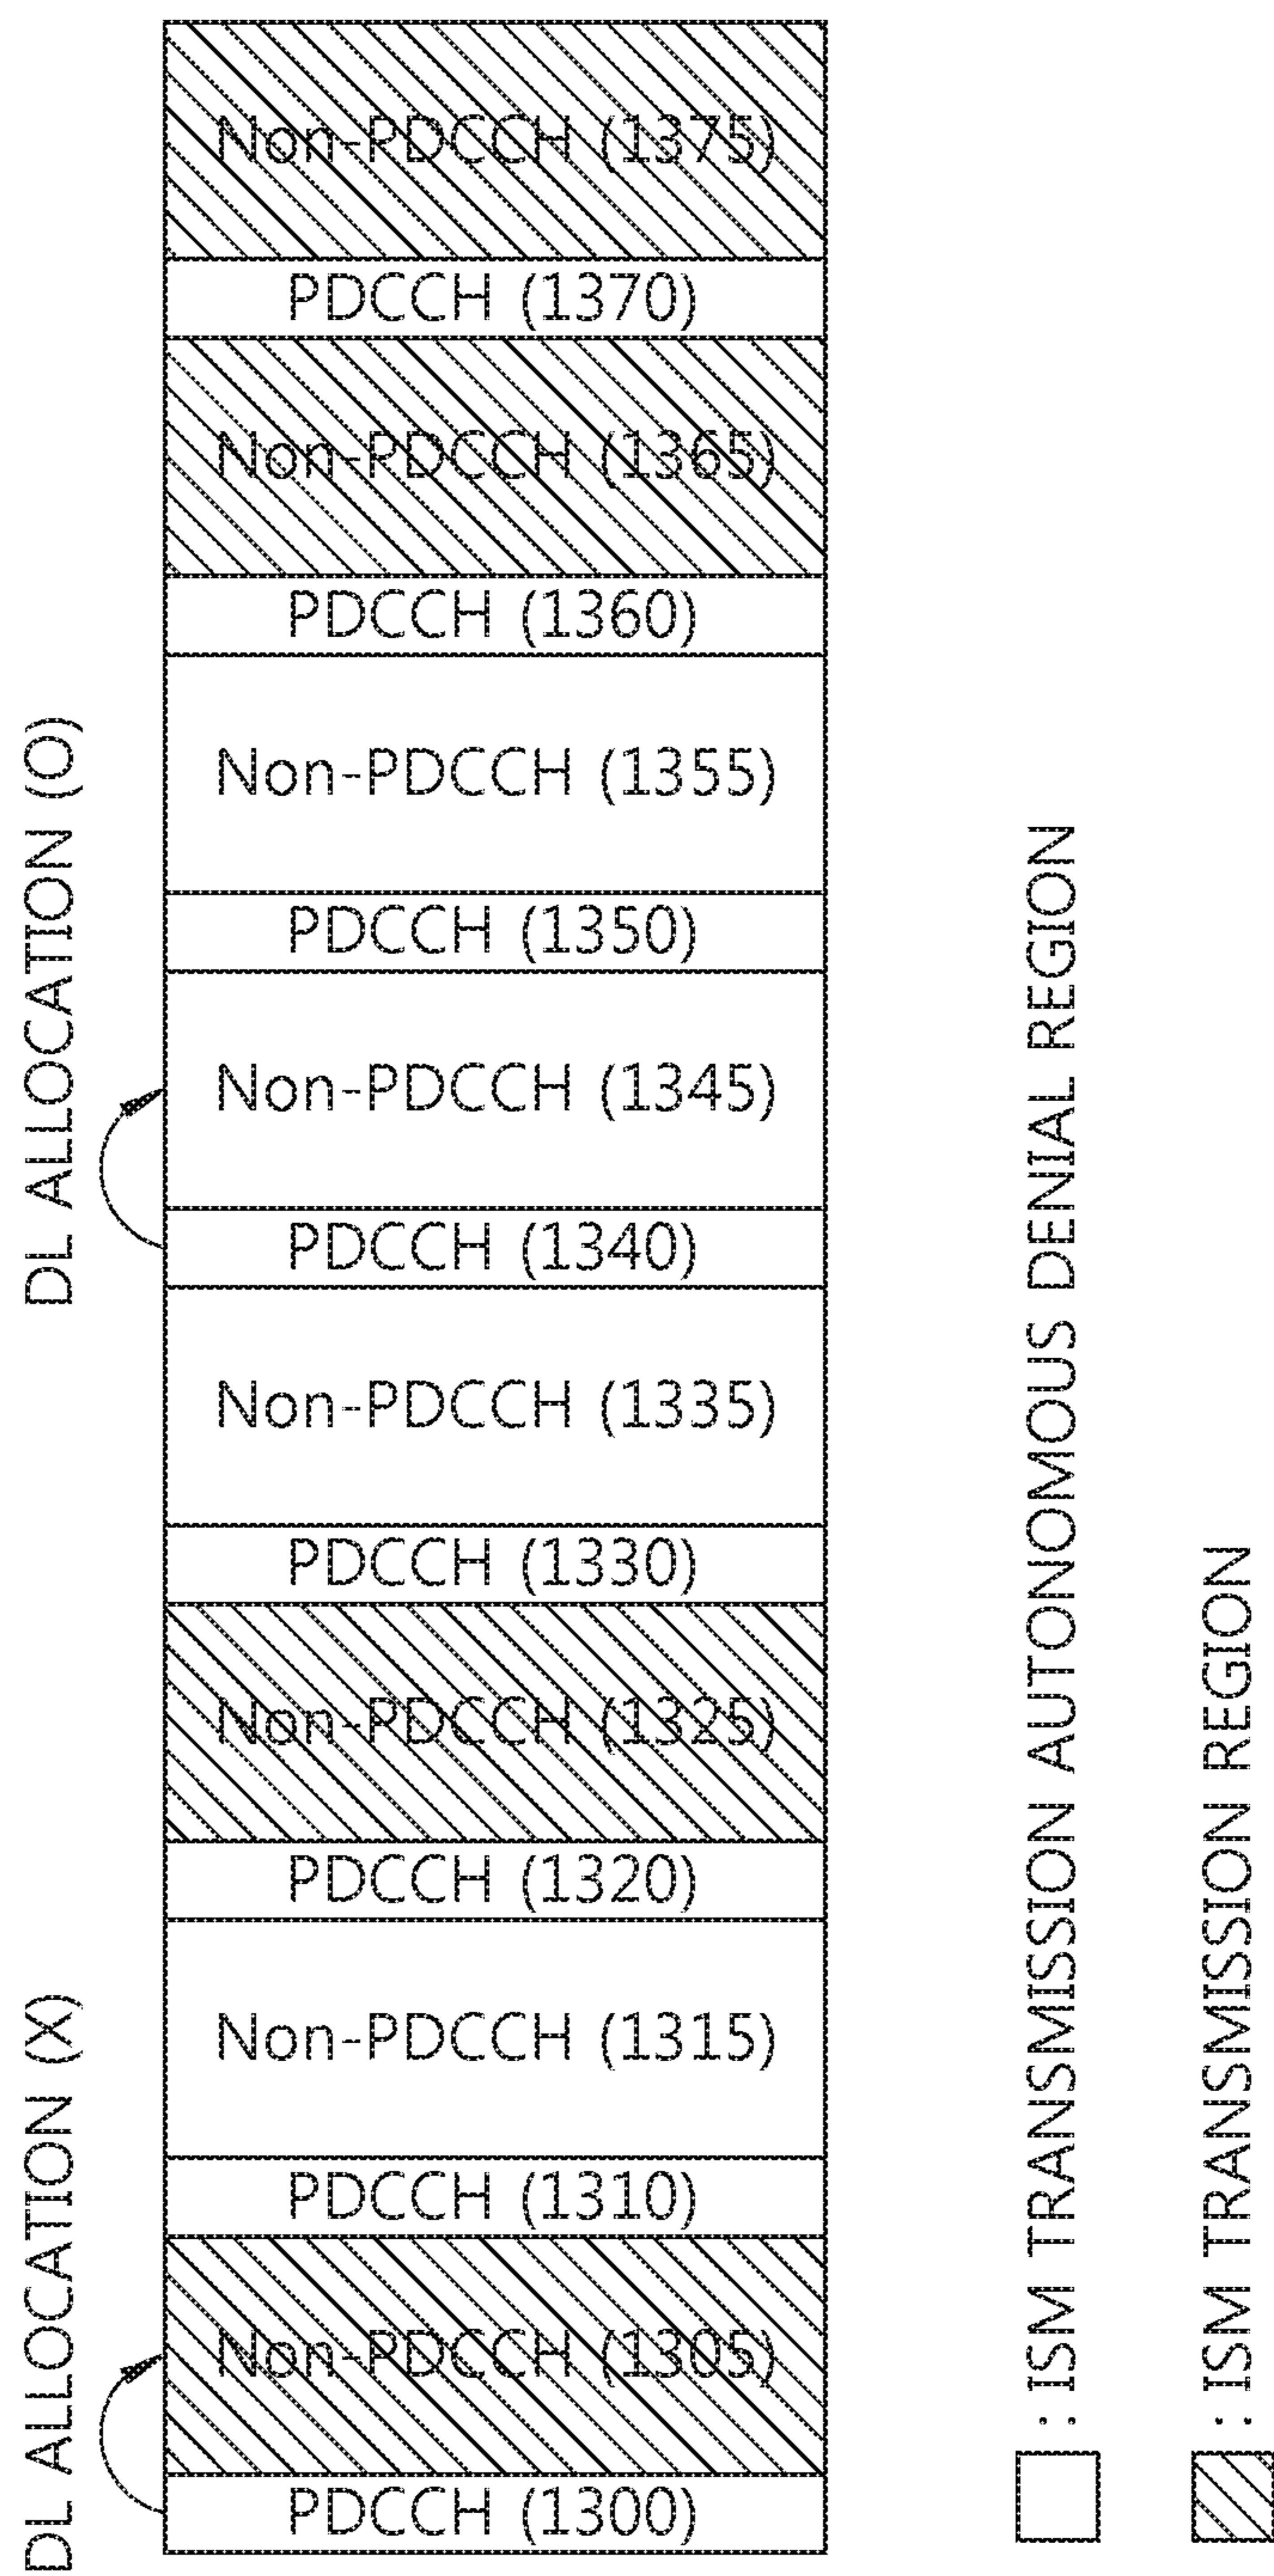 Non-PDCCH (1375)
PDCCH (1370)
Non-PDCCH (1365)
PDCCH (1360)
Non-PDCCH (1355)
PDCCH (1350)
Non-PDCCH (1345)
PDCCH (1340)
Non-PDCCH (1335)
PDCCH (1330)
Non-PDCCH (1325)
PDCCH (1320)
Non-PDCCH (1315)
PDCCH (1310)
Non-PDCCH (1305)
PDCCH (1300)
DL ALLOCATION (X)
DL ALLOCATION (O)
: ISM TRANSMISSION AUTONOMOUS DENIAL REGION
: ISM TRANSMISSION REGION